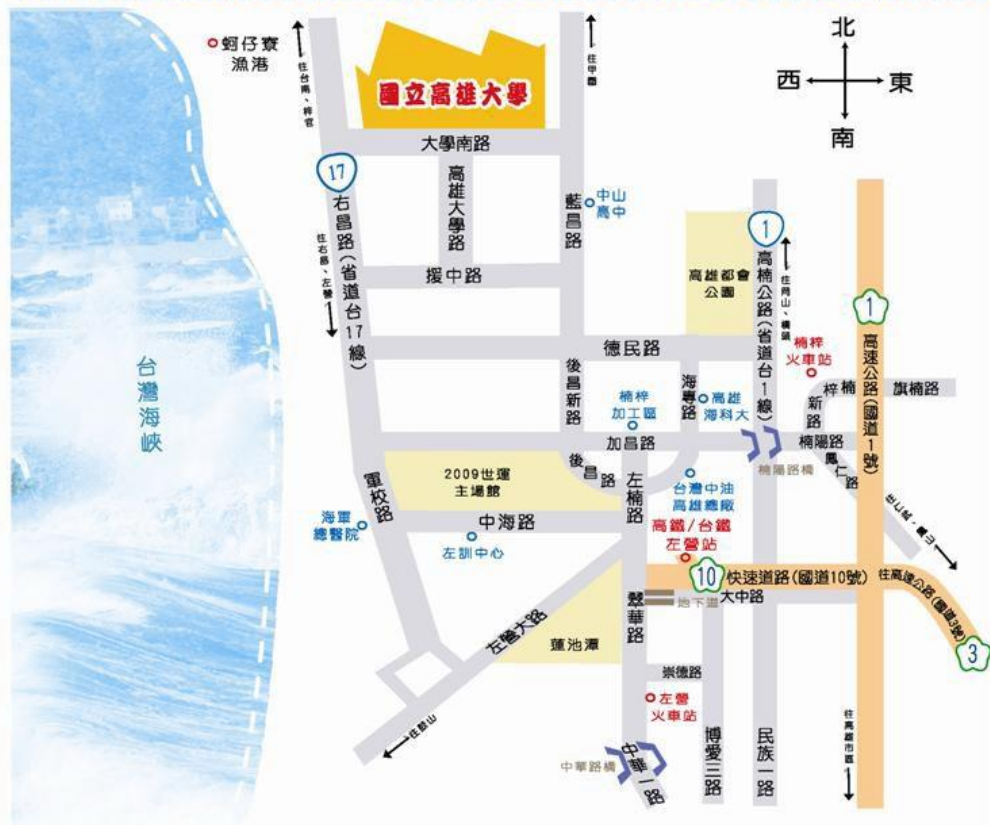 蚵仔寮
漁港
往台南、梓官
國立高雄大學
往甲圍
北
西
東
南
大學南路
17
右昌路(省道台17線)
往右昌、左營
高雄大學路
藍昌路
中山
高中
援中路
高雄都會
公園
1
高楠公路(省道台1線)
往岡山、橋頭
1
高速公路(國道1號)
台灣海峽
德民路
楠梓
火車站
後昌新路
楠梓
加工區
海專路
高雄
海科大
梓楠
新路
旗楠路
加昌路
楠陽路
楠陽路橋
鳳仁路
往仁武、鳳山
軍校路
2009世運
主場館
後昌路
左楠路
台灣中油
高雄總廠
海軍
總醫院
中海路
左訓中心
高鐵/台鐵
左營站
10
快速道路(國道10號)
往高速公路(國道3號)
3
地下道
大中路
左營大路
蓮池潭
翠華路
崇德路
左營
火車站
往鼓山
中華路橋
中華一路
博愛三路
民族一路
往高雄市區